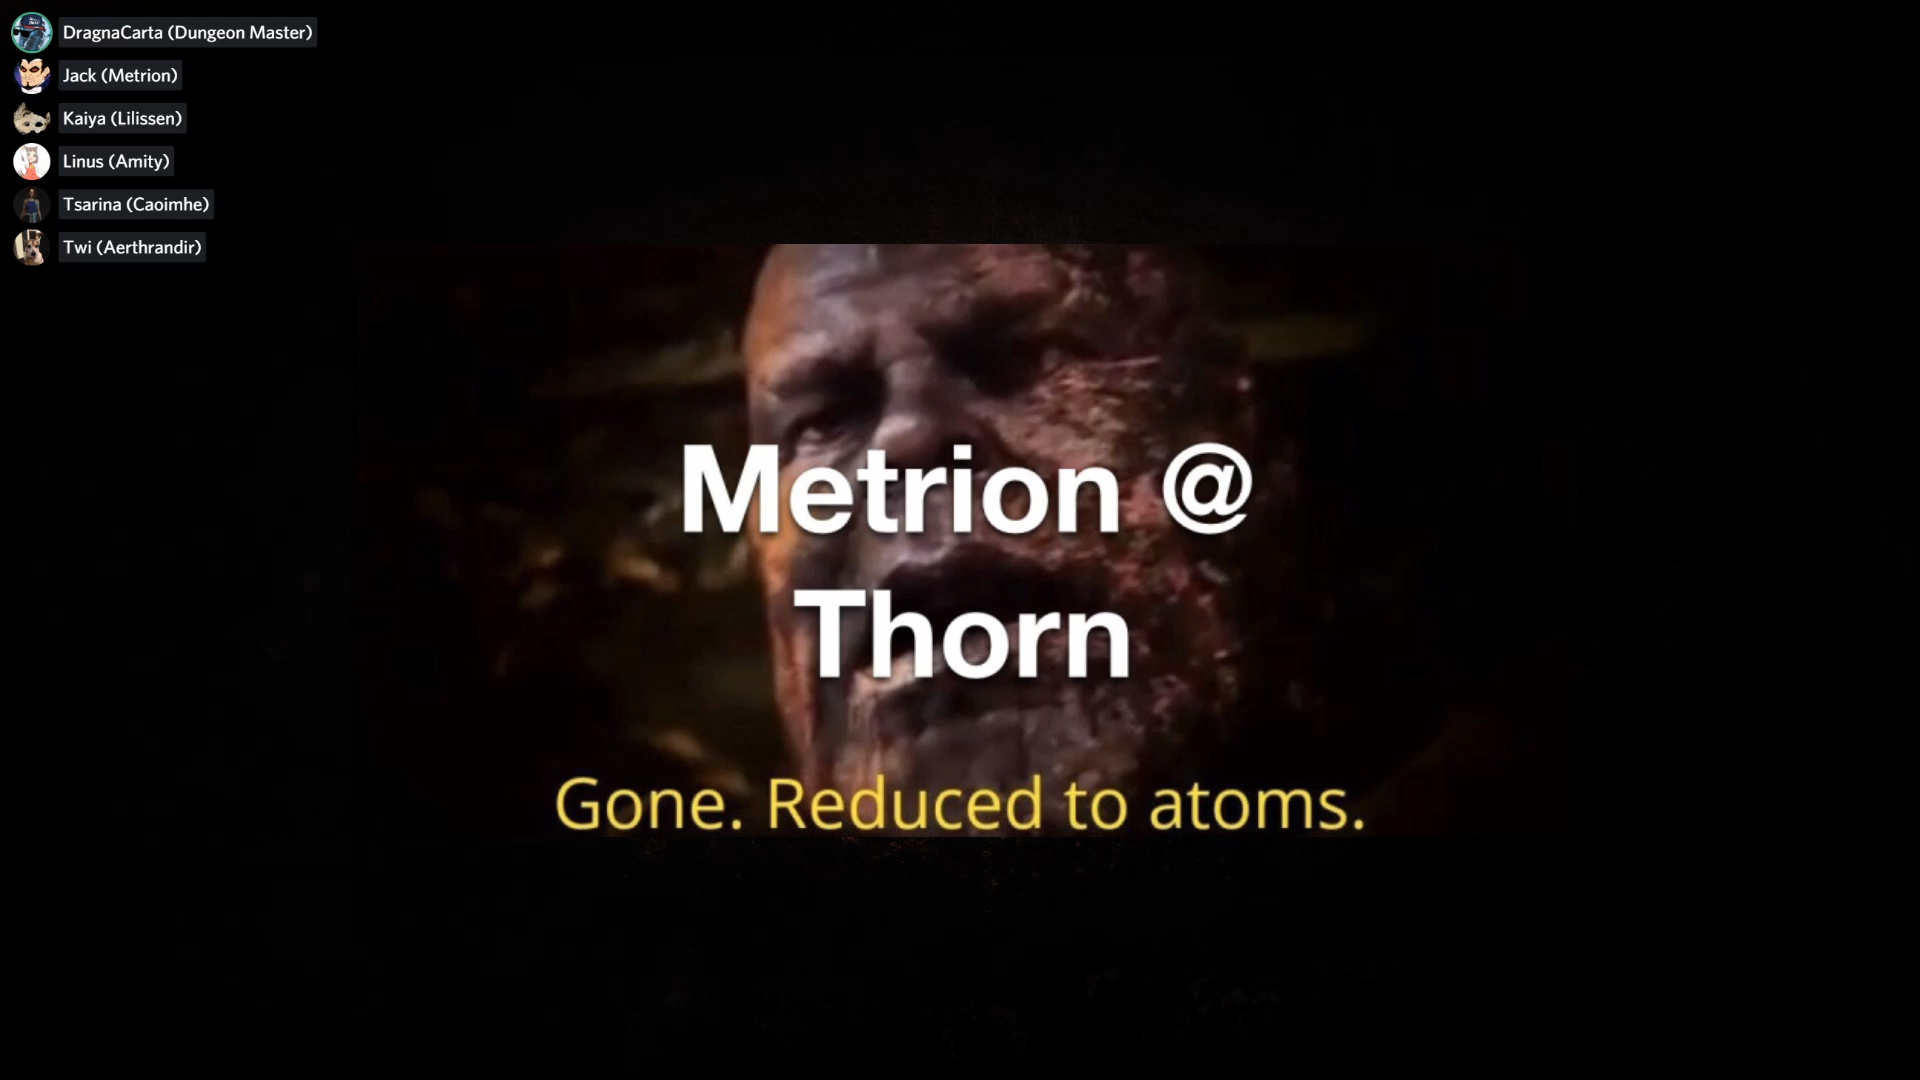 DragnaCarta (Dungeon Master)
Jack (Metrion)
Kaiya (Lilissen)
Linus (Amity)
Tsarina (Caoimhe)
Twi (Aerthrandir)
Metrion @
Thorn
Gone. Reduced to atoms.